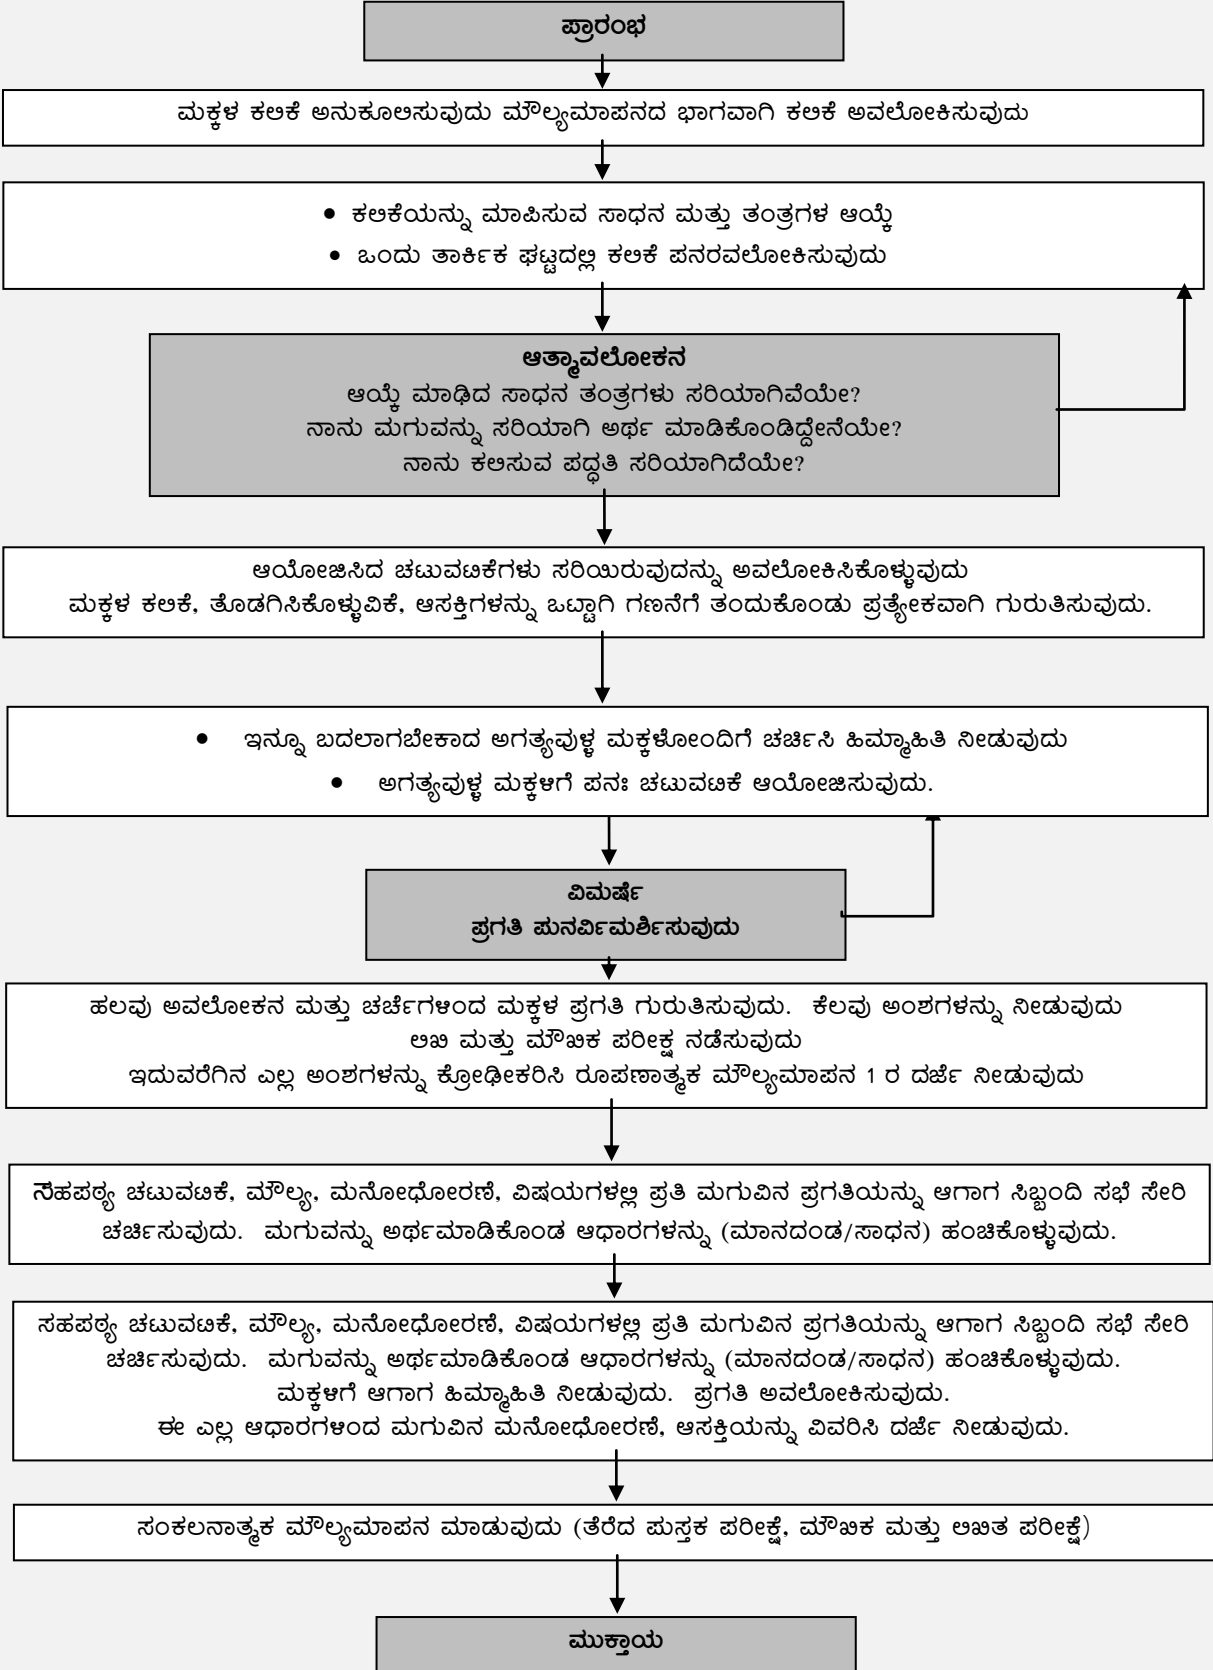 ಪ್ರಾರಂಭ
ಮಕ್ಕಳ ಕಲಿಕೆ ಅನುಕೂಲಿಸುವುದು ಮೌಲ್ಯಮಾಪನದ ಭಾಗವಾಗಿ ಕಲಿಕೆ ಅವಲೋಕಿಸುವುದು
• ಕಲಿಕೆಯನ್ನು ಮಾಪಿಸುವ ಸಾಧನ ಮತ್ತು ತಂತ್ರಗಳ ಆಯ್ಕೆ
• ಒಂದು ತಾರ್ಕಿಕ ಘಟ್ಟದಲ್ಲಿ ಕಲಿಕೆ ಪನರವಲೋಕಿಸುವುದು
ಆತ್ಮಾವಲೋಕನ
ಆಯ್ಕೆ ಮಾಢಿದ ಸಾಧನ ತಂತ್ರಗಳು ಸರಿಯಾಗಿವೆಯೇ?
ನಾನು ಮಗುವನ್ನು ಸರಿಯಾಗಿ ಅರ್ಥ ಮಾಡಿಕೊಂಡಿದ್ದೇನೆಯೇ?
ನಾನು ಕಲಿಸುವ ಪದ್ಧತಿ ಸರಿಯಾಗಿದೆಯೇ?
ಆಯೋಜಿಸಿದ ಚಟುವಟಿಕೆಗಳು ಸರಿಯಿರುವುದನ್ನು ಅವಲೋಕಿಸಿಕೊಳ್ಳುವುದು
ಮಕ್ಕಳ ಕಲಿಕೆ, ತೊಡಗಿಸಿಕೊಳ್ಳುವಿಕೆ, ಆಸಕ್ತಿಗಳನ್ನು ಒಟ್ಟಾಗಿ ಗಣನೆಗೆ ತಂದುಕೊಂಡು ಪ್ರತ್ಯೇಕವಾಗಿ ಗುರುತಿಸುವುದು.
• ಇನ್ನೂ ಬದಲಾಗಬೇಕಾದ ಅಗತ್ಯವುಳ್ಳ ಮಕ್ಕಳೋಂದಿಗೆ ಚರ್ಚಿಸಿ ಹಿಮ್ಮಾಹಿತಿ ನೀಡುವುದು
• ಅಗತ್ಯವುಳ್ಳ ಮಕ್ಕಳಿಗೆ ಪನಃ ಚಟುವಟಿಕೆ ಆಯೋಜಿಸುವುದು.
ವಿಮರ್ಷೆ
ಪ್ರಗತಿ ಪುನರ್ವಿಮರ್ಶಿಸುವುದು
ಹಲವು ಅವಲೋಕನ ಮತ್ತು ಚರ್ಚೆಗಳಿಂದ ಮಕ್ಕಳ ಪ್ರಗತಿ ಗುರುತಿಸುವುದು. ಕೆಲವು ಅಂಶಗಳನ್ನು ನೀಡುವುದು
ಲಿಖಿ ಮತ್ತು ಮೌಖಿಕ ಪರೀಕ್ಷ ನಡೆಸುವುದು
ಇದುವರೆಗಿನ ಎಲ್ಲ ಅಂಶಗಳನ್ನು ಕ್ರೋಢೀಕರಿಸಿ ರೂಪಣಾತ್ಮಕ ಮೌಲ್ಯಮಾಪನ 1 ರ ದರ್ಜೆ ನೀಡುವುದು
ಸಹಪಠ್ಯ ಚಟುವಟಿಕೆ, ಮೌಲ್ಯ, ಮನೋಧೋರಣೆ, ವಿಷಯಗಳಲ್ಲಿ ಪ್ರತಿ ಮಗುವಿನ ಪ್ರಗತಿಯನ್ನು ಆಗಾಗ ಸಿಬ್ಬಂದಿ ಸಭೆ ಸೇರಿ
ಚರ್ಚಿಸುವುದು. ಮಗುವನ್ನು ಅರ್ಥಮಾಡಿಕೊಂಡ ಆಧಾರಗಳನ್ನು (ಮಾನದಂಡ/ಸಾಧನ) ಹಂಚಿಕೊಳ್ಳುವುದು.
ಸಹಪಠ್ಯ ಚಟುವಟಿಕೆ, ಮೌಲ್ಯ, ಮನೋಧೋರಣೆ, ವಿಷಯಗಳಲ್ಲಿ ಪ್ರತಿ ಮಗುವಿನ ಪ್ರಗತಿಯನ್ನು ಆಗಾಗ ಸಿಬ್ಬಂದಿ ಸಭೆ ಸೇರಿ
ಚರ್ಚಿಸುವುದು. ಮಗುವನ್ನು ಅರ್ಥಮಾಡಿಕೊಂಡ ಆಧಾರಗಳನ್ನು (ಮಾನದಂಡ/ಸಾಧನ) ಹಂಚಿಕೊಳ್ಳುವುದು.
ಮಕ್ಕಳಿಗೆ ಆಗಾಗ ಹಿಮ್ಮಾಹಿತಿ ನೀಡುವುದು. ಪ್ರಗತಿ ಅವಲೋಕಿಸುವುದು.
ಈ ಎಲ್ಲ ಆಧಾರಗಳಿಂದ ಮಗುವಿನ ಮನೋಧೋರಣೆ, ಆಸಕ್ತಿಯನ್ನು ವಿವರಿಸಿ ದರ್ಜೆ ನೀಡುವುದು.
ಸಂಕಲನಾತ್ಮಕ ಮೌಲ್ಯಮಾಪನ ಮಾಡುವುದು (ತೆರೆದ ಪುಸ್ತಕ ಪರೀಕ್ಷೆ, ಮೌಖಿಕ ಮತ್ತು ಲಿಖಿತ ಪರೀಕ್ಷೆ)
ಮುಕ್ತಾಯ